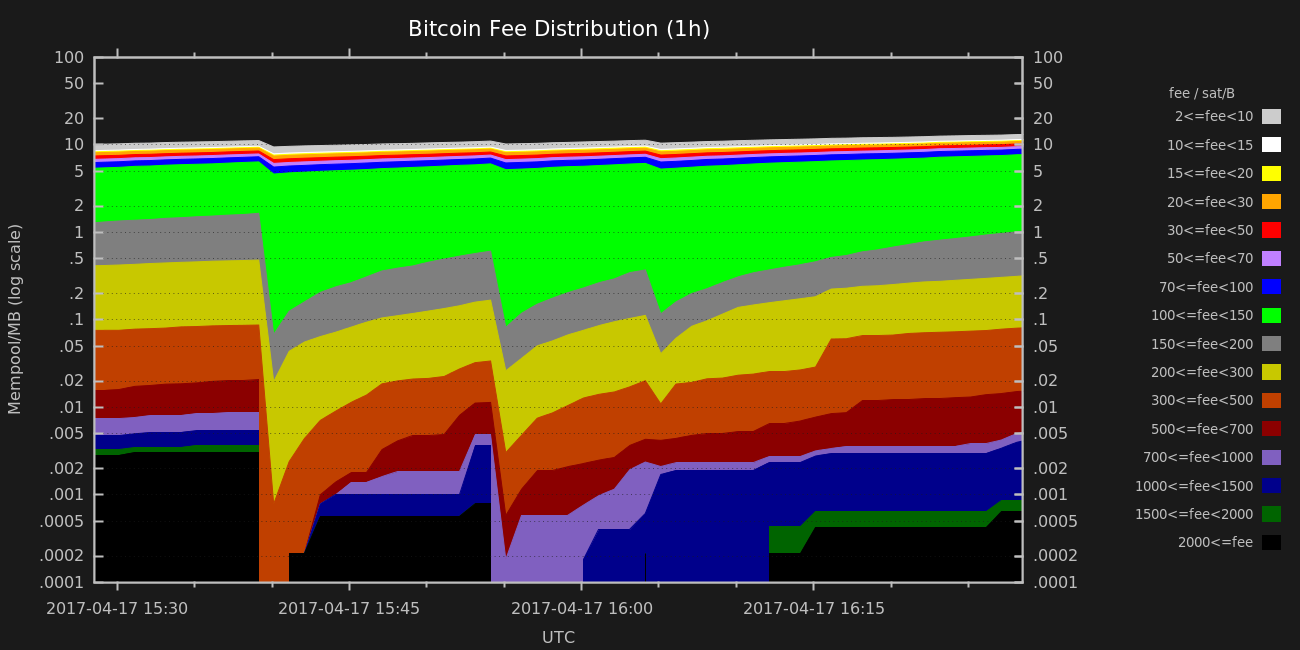 Bitcoin Fee Distribution (1h)
100 100
50 50
20 20
10 10
5 5
2 2
1 1
.5 .5
.2 .2
.1 .1
.05 .05
.02 .02
.01 .01
.005 .005
.002 .002
.001 .001
.0005 .0005
.0002 .0002
.0001 .0001
Mempool/MB (log scale)
2017-04-17 15:30 2017-04-17 15:45 2017-04-17 16:00 2017-04-17 16:15
UTC
fee / sat/B
2<=fee<10
10<=fee<15
15<=fee<20
20<=fee<30
30<=fee<50
50<=fee<70
70<=fee<100
100<=fee<150
150<=fee<200
200<=fee<300
300<=fee<500
500<=fee<700
700<=fee<1000
1000<=fee<1500
1500<=fee<2000
2000<=fee